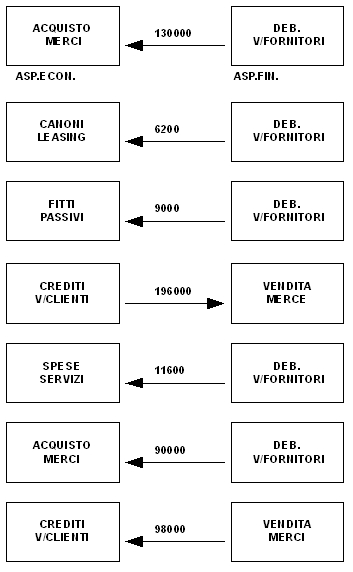 ACQUISTO
MERCI
130000
DEB.
V/FORNITORI
ASP.ECON.
ASP.FIN.
CANONI
LEASING
6200
DEB.
V/FORNITORI
FITTI
PASSIVI
9000
DEB.
V/FORNITORI
CREDITI
V/CLIENTI
196000
VENDITA
MERCE
SPESE
SERVIZI
11600
DEB.
V/FORNITORI
ACQUISTO
MERCI
90000
DEB.
V/FORNITORI
CREDITI
V/CLIENTI
98000
VENDITA
MERCI